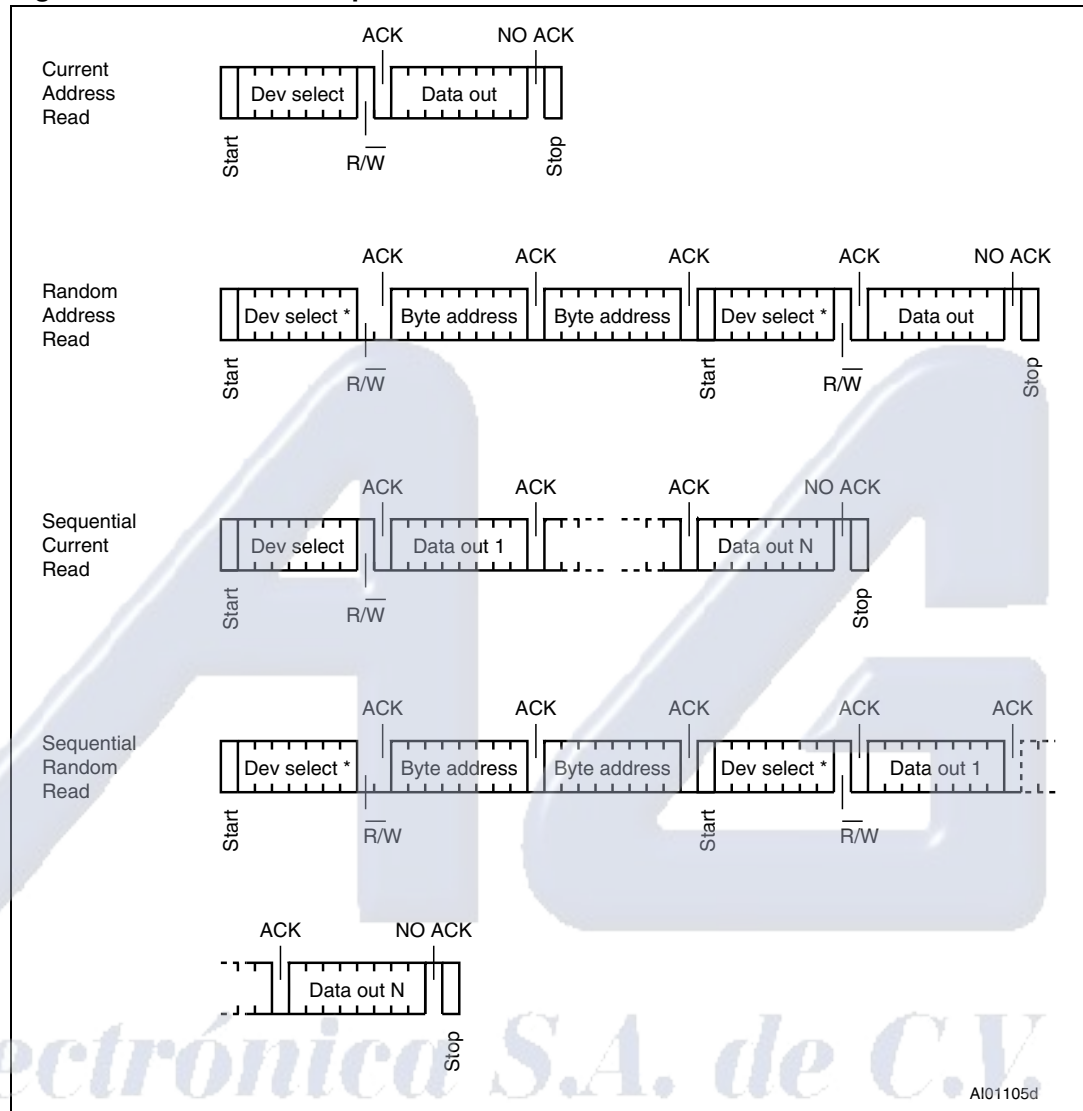 ACK NO ACK
Current
Address
Read
Dev select Data out
Start R/W Stop
ACK ACK ACK ACK NO ACK
Random
Address
Read
Dev select * Byte address Byte address Dev select * Data out
Start R/W Start R/W Stop
ACK ACK ACK NO ACK
Sequential
Current
Read
Dev select Data out 1 Data out N
Start R/W Stop
ACK ACK ACK ACK ACK
Sequential
Random
Read
Dev select * Byte address Byte address Dev select * Data out 1
Start R/W Start R/W
ACK NO ACK
Data out N
Stop
AI01105d
AG
ectrónica S.A. de C.V.